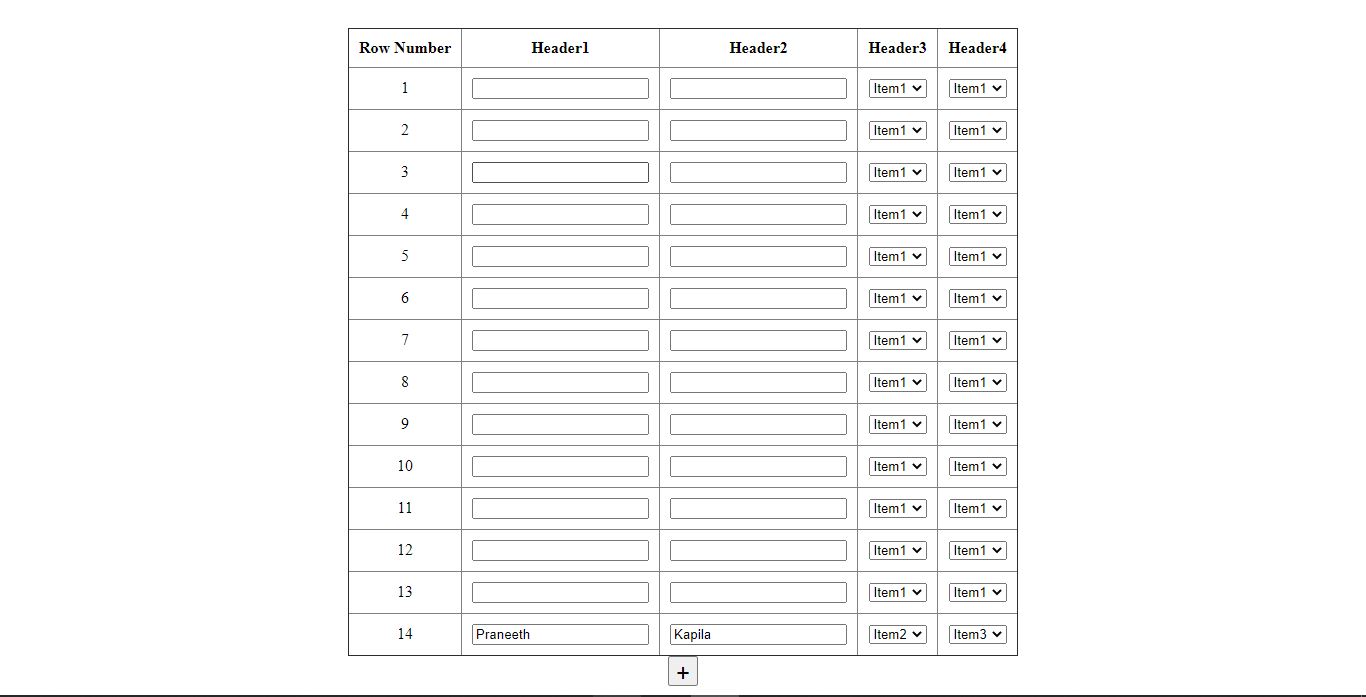 Row Number Header1 Header2 Header3 Header4
1 Item1 Item1
2 Item1 Item1
3 Item1 Item1
4 Item1 Item1
5 Item1 Item1
6 Item1 Item1
7 Item1 Item1
8 Item1 Item1
9 Item1 Item1
10 Item1 Item1
11 Item1 Item1
12 Item1 Item1
13 Item1 Item1
14 Praneeth Kapila Item2 Item3
+